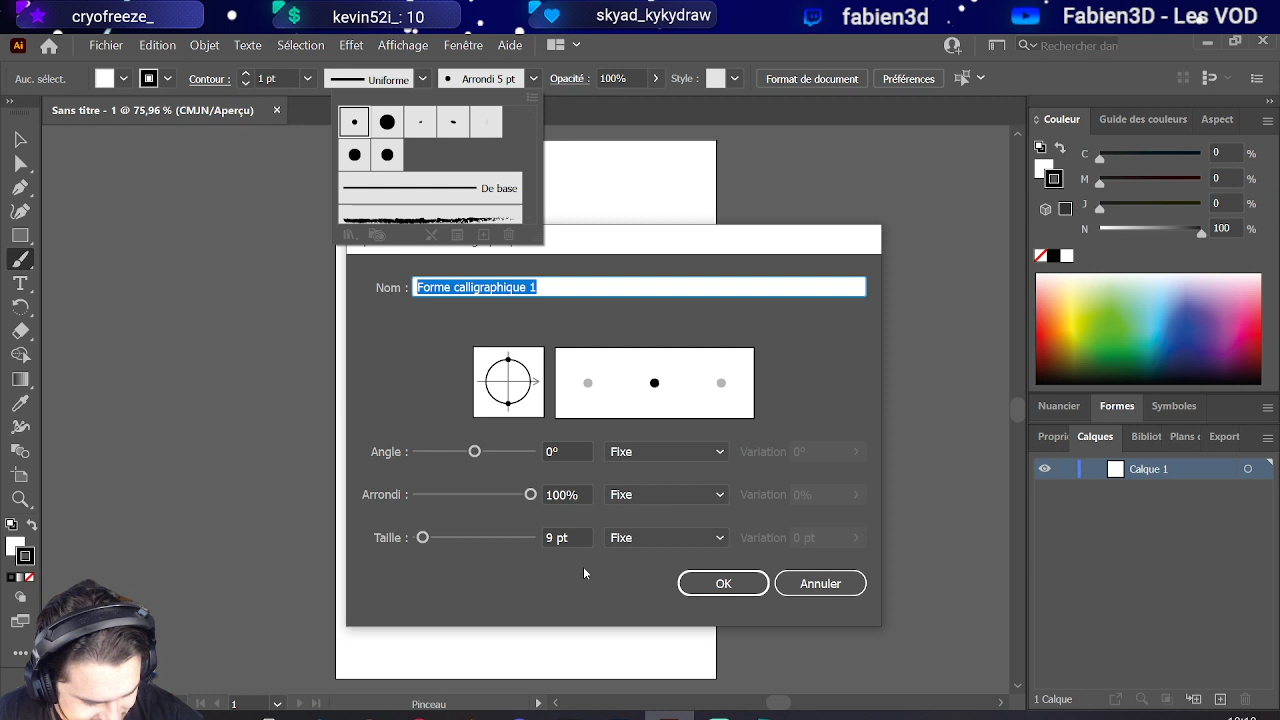 cryofreeze_
kevin52i_: 10
skyad_kykydraw
fabien3d
Fabien3D - Les VOD
Ai
Fichier Edition Objet Texte Sélection Effet Affichage Fenêtre Aide
Rechercher dan
Auc. sélect.
Contour :
1 pt
Uniforme
Arrondi 5 pt
Opacité :
100%
Style :
Format de document
Préférences
Sans titre - 1 @ 75,96 % (CMJN/Aperçu)
De base
Nom :
Forme calligraphique 1
Angle :
0°
Fixe
Variation
0°
Arrondi :
100%
Fixe
Variation
0%
Taille :
9 pt
Fixe
Variation
0 pt
OK
Annuler
Couleur
Guide des couleurs
Aspect
C
0
%
M
0
%
J
0
%
N
100
%
Nuancier
Formes
Symboles
Propri
Calques
Bibliot
Plans c
Export
Calque 1
1 Calque
1
Pinceau